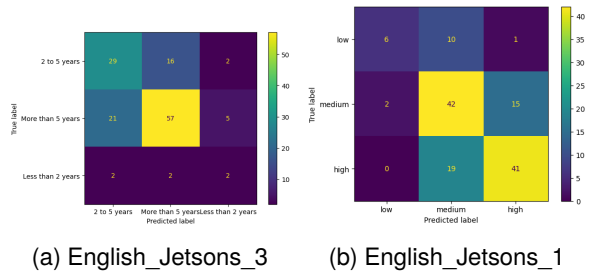 2 to 5 years
More than 5 years
Less than 2 years
True label
29 16 2
21 57 5
2 2 2
2 to 5 years More than 5 years Less than 2 years
Predicted label
50
40
30
20
10
(a) English_Jetsons_3
low
medium
high
True label
6 10 1
2 42 15
0 19 41
low medium high
Predicted label
40
35
30
25
20
15
10
5
0
(b) English_Jetsons_1